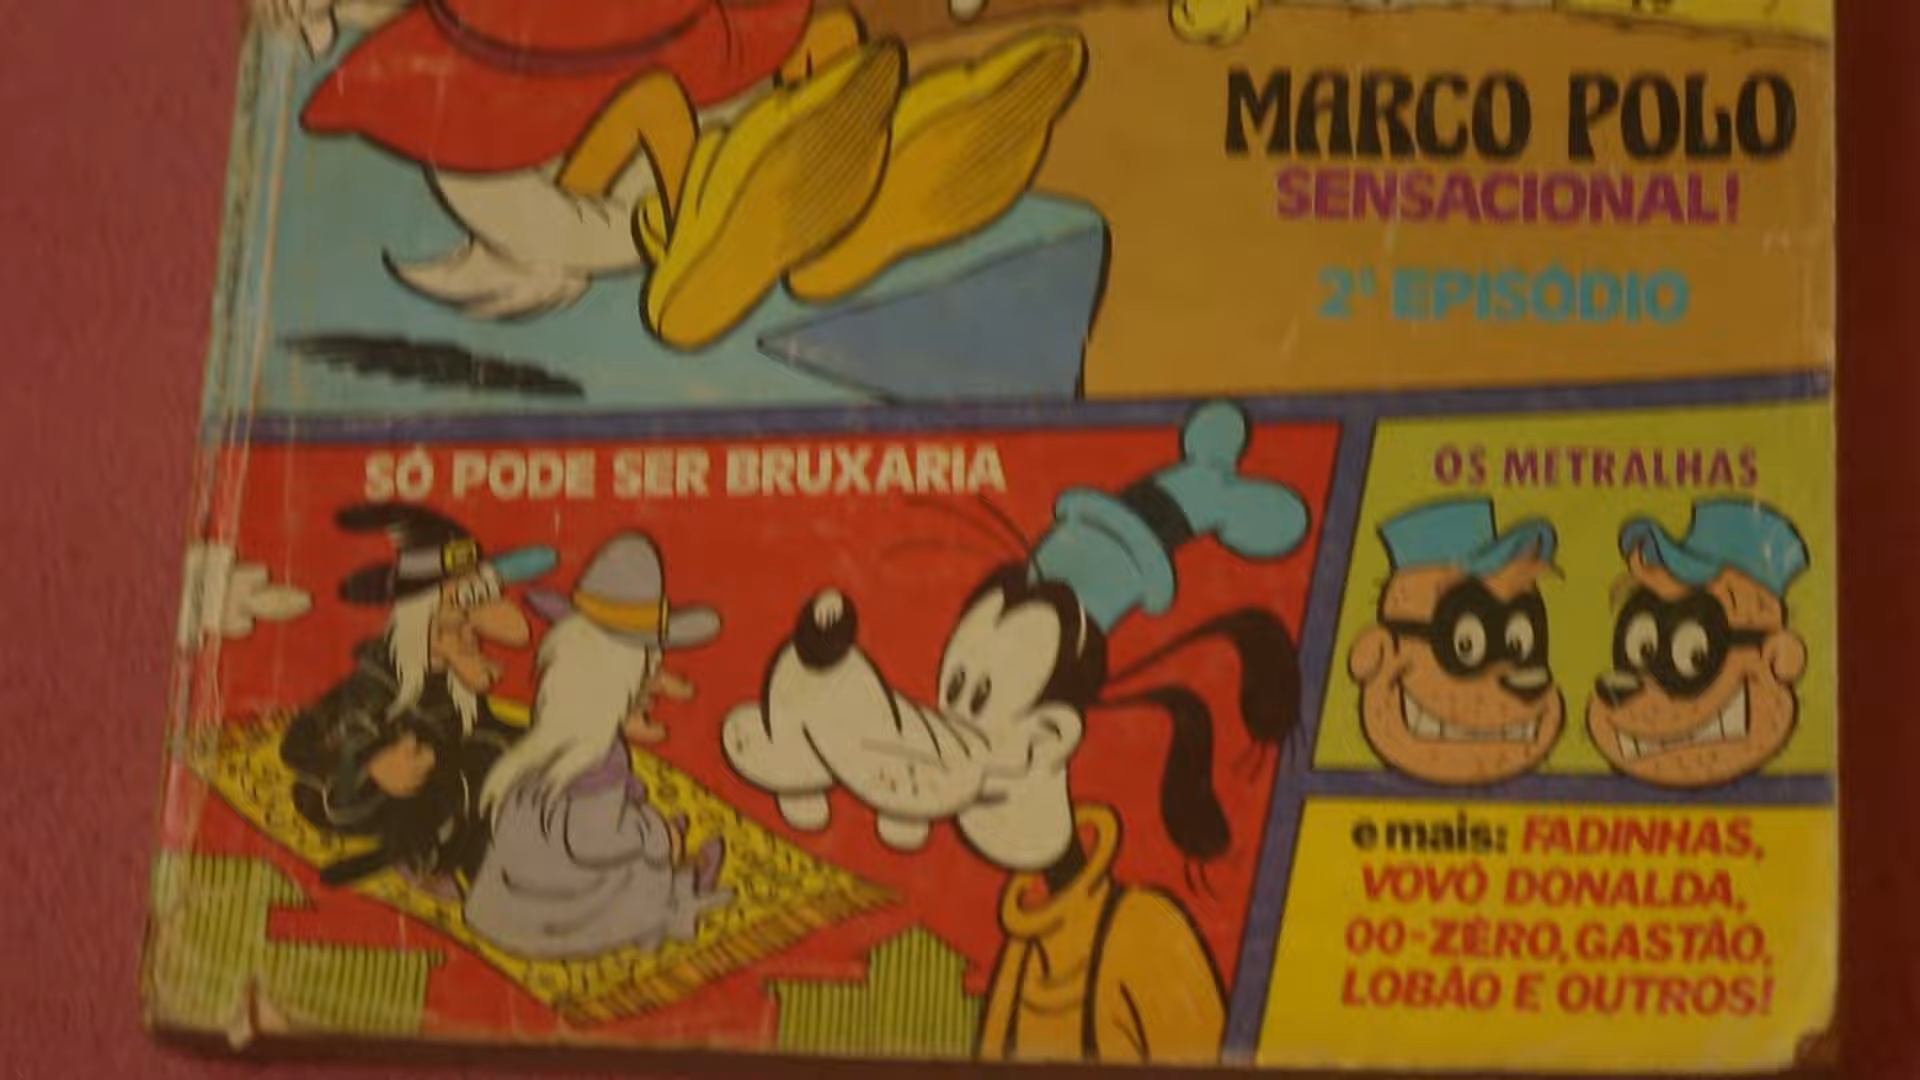 MARCO POLO
SENSACIONAL!
2º EPISÓDIO
SÓ PODE SER BRUXARIA
OS METRALHAS
e mais: FADINHAS,
VOVÓ DONALDA,
00-ZÉRO, GASTÃO,
LOBÃO E OUTROS!